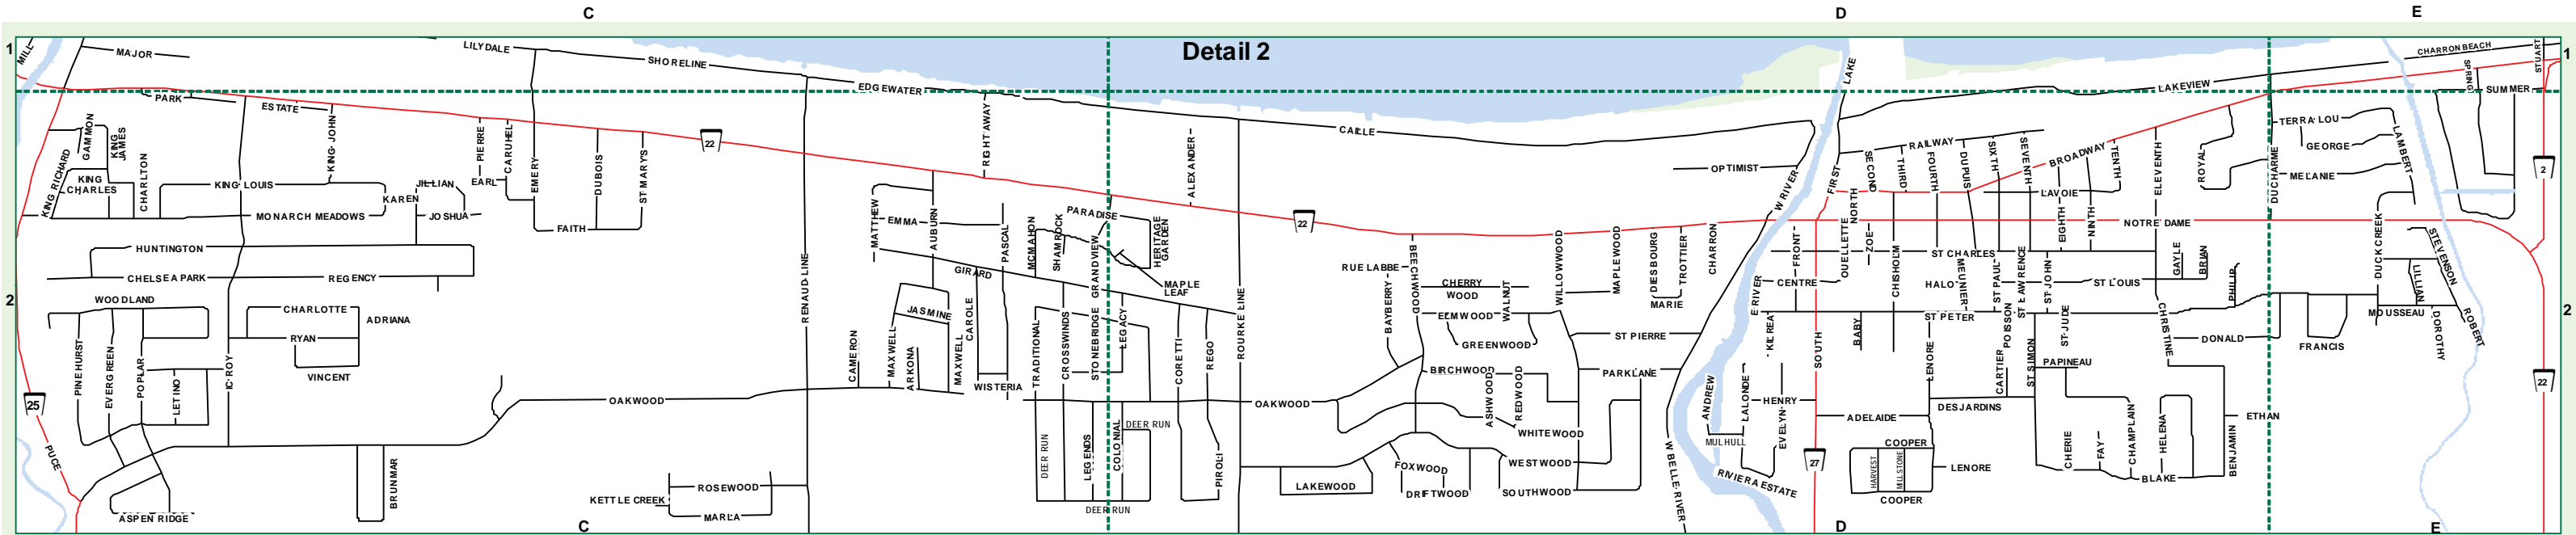 C
D
E
1
MILL
MAJOR
LILYDALE
SHORELINE
Detail 2
EDGEWATER
LAKE
LAKEVIEW
CHARRON BEACH
STUART
1
SPRING
SUMMER
PARK
ESTATE
22
RIGHT AWAY
CAILLE
GAMMON
KING
JAMES
KING RICHARD
KING
CHARLES
CHARLTON
KING JOHN
KING LOUIS
KAREN
JILLIAN
JOSHUA
MONARCH MEADOWS
PIERRE
CARUHEL
EARL
EMERY
DUBOIS
ST MARY'S
FAITH
ALEXANDER
OPTIMIST
W RIVER
FIRST
RAILWAY
SECOND
THIRD
FOURTH
DUPUIS
SIXTH
SEVENTH
BROADWAY
TENTH
ELEVENTH
ROYAL
DUCHARME
TERRA LOU
GEORGE
MELANIE
LAMBERT
2
LAVOIE
EIGHTH
NINTH
NOTRE DAME
NORTH
OUELLETTE
ZOE
HUNTINGTON
CHELSEA PARK
REGENCY
RENAUD LINE
MATTHEW
EMMA
AUBURN
PASCAL
MCMAHON
SHAMROCK
PARADISE
GRANDVIEW
HERITAGE
GARDEN
GIRARD
MAPLE
LEAF
22
RUE LABBE
BEECHWOOD
CHERRY
WOOD
WALNUT
WILLOWWOOD
MAPLEWOOD
DIESBOURG
TROTTIER
MARIE
CHARRON
FRONT
CENTRE
E RIVER
CHISHOLM
ST CHARLES
HALO
MEUNIER
ST PAUL
ST LAWRENCE
ST JOHN
ST LOUIS
GAYLE
BRIAN
PHILIP
DUCK CREEK
STEVENSON
LILLIAN
MOUSSEAU
DOROTHY
ROBERT
2
WOODLAND
CHARLOTTE
ADRIANA
RYAN
VINCENT
PINEHURST
EVERGREEN
POPLAR
LETINO
IC ROY
JASMINE
CAROLE
CAMERON
MAXWELL
ARKONA
MAXWELL
WISTERIA
TRADITIONAL
CROSSWINDS
STONEBRIDGE
LEGACY
CORETTI
REGO
ROURKE LINE
BAYBERRY
ELMWOOD
GREENWOOD
BIRCHWOOD
ASHWOOD
REDWOOD
ST PIERRE
PARKLANE
KILREA
SOUTH
BABY
ST PETER
LENORE
POISSON
CARTIER
ST SIMON
ST JUDE
PAPINEAU
CHRISTINE
DONALD
FRANCIS
2
25
PUCE
OAKWOOD
OAKWOOD
WHITEWOOD
WESTWOOD
SOUTHWOOD
FOXWOOD
DRIFTWOOD
LAKEWOOD
ANDREW
LALONDE
HENRY
EVELYN
MULHULL
RIVIERA ESTATE
W BELLE RIVER
27
ADELAIDE
DESJARDINS
COOPER
HARVEST
MILLSTONE
LENORE
COOPER
CHERIE
FAY
CHAMPLAIN
HELENA
BLAKE
BENJAMIN
ETHAN
22
BRUNMAR
ASPEN RIDGE
KETTLE CREEK
ROSEWOOD
MARLA
DEER RUN
LEGENDS
COLONIAL
DEER RUN
DEER RUN
PIROLI
C
D
E